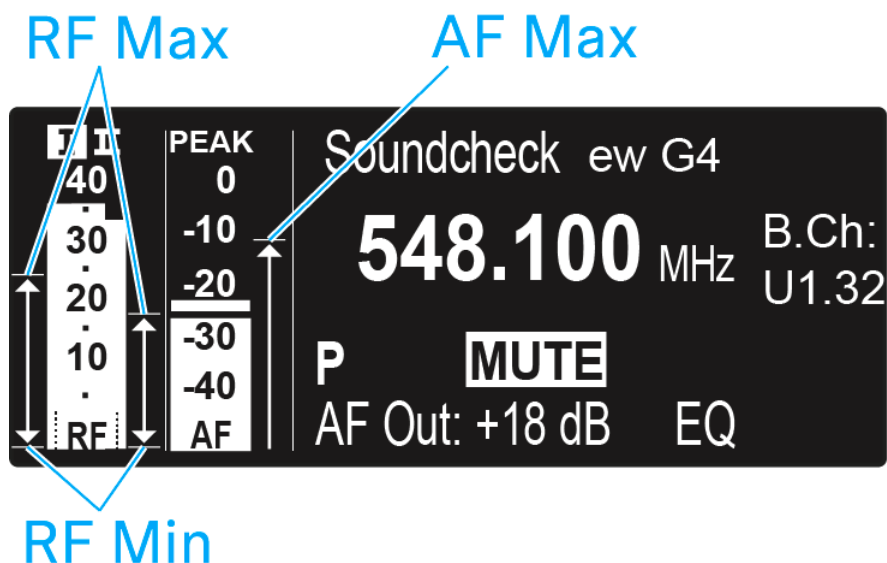 RF Max
AF Max
I II
PEAK
40
30
20
10
RF
0
-10
-20
-30
-40
AF
Soundcheck ew G4
548.100 MHz
B.Ch:
U1.32
P MUTE
AF Out: +18 dB EQ
RF Min